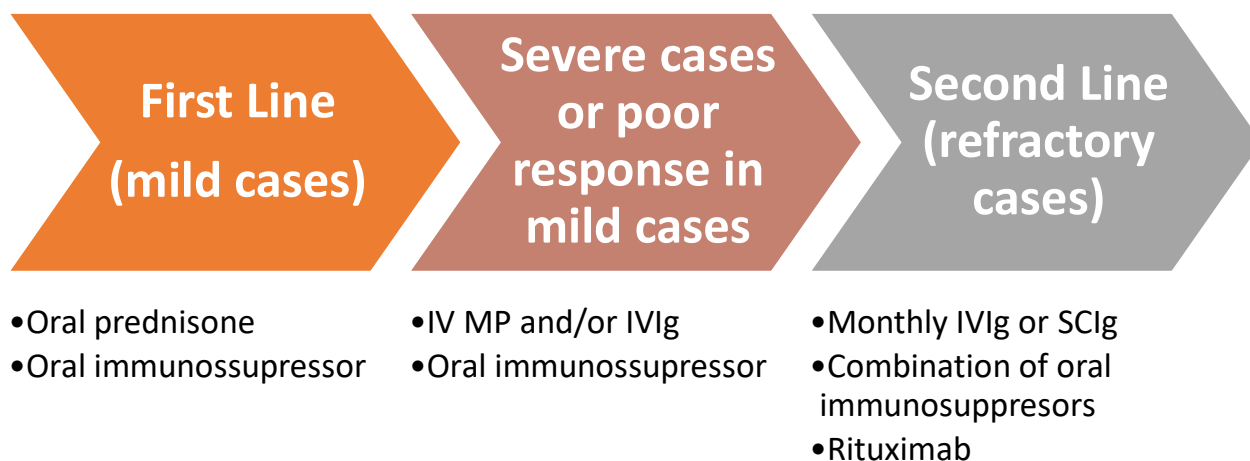 First Line
(mild cases)
Severe cases
or poor
response in
mild cases
Second Line
(refractory
cases)
•Oral prednisone
•Oral immunossupressor
•IV MP and/or IVIg
•Oral immunossupressor
•Monthly IVIg or SCIg
•Combination of oral
immunosuppresors
•Rituximab